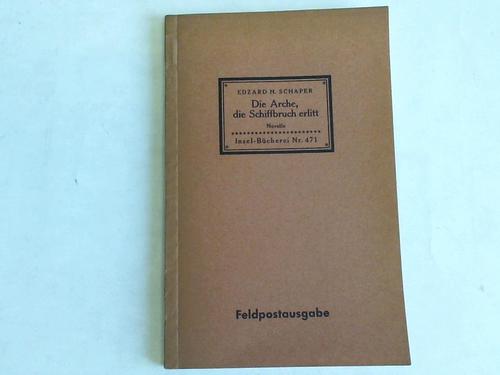 EDZARD H. SCHAPER
Die Arche,
die Schiffbruch erlitt
Novelle
Insel-Bücherei Nr. 471
Feldpostausgabe